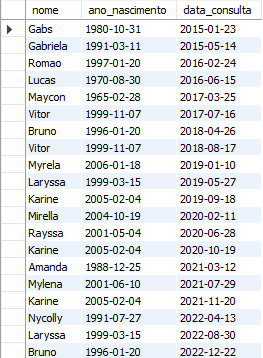 nome ano_nascimento data_consulta
Gabs 1980-10-31 2015-01-23
Gabriela 1991-03-11 2015-05-14
Romao 1997-01-20 2016-02-24
Lucas 1970-08-30 2016-06-15
Maycon 1965-02-28 2017-03-25
Vitor 1999-11-07 2017-07-16
Bruno 1996-01-20 2018-04-26
Vitor 1999-11-07 2018-08-17
Myrela 2006-01-18 2019-01-10
Laryssa 1999-03-15 2019-05-27
Karine 2005-02-04 2019-09-18
Mirella 2004-10-19 2020-02-11
Rayssa 2001-05-04 2020-06-28
Karine 2005-02-04 2020-10-19
Amanda 1988-12-25 2021-03-12
Mylena 2001-06-10 2021-07-29
Karine 2005-02-04 2021-11-20
Nycolly 1991-07-27 2022-04-13
Laryssa 1999-03-15 2022-08-30
Bruno 1996-01-20 2022-12-22